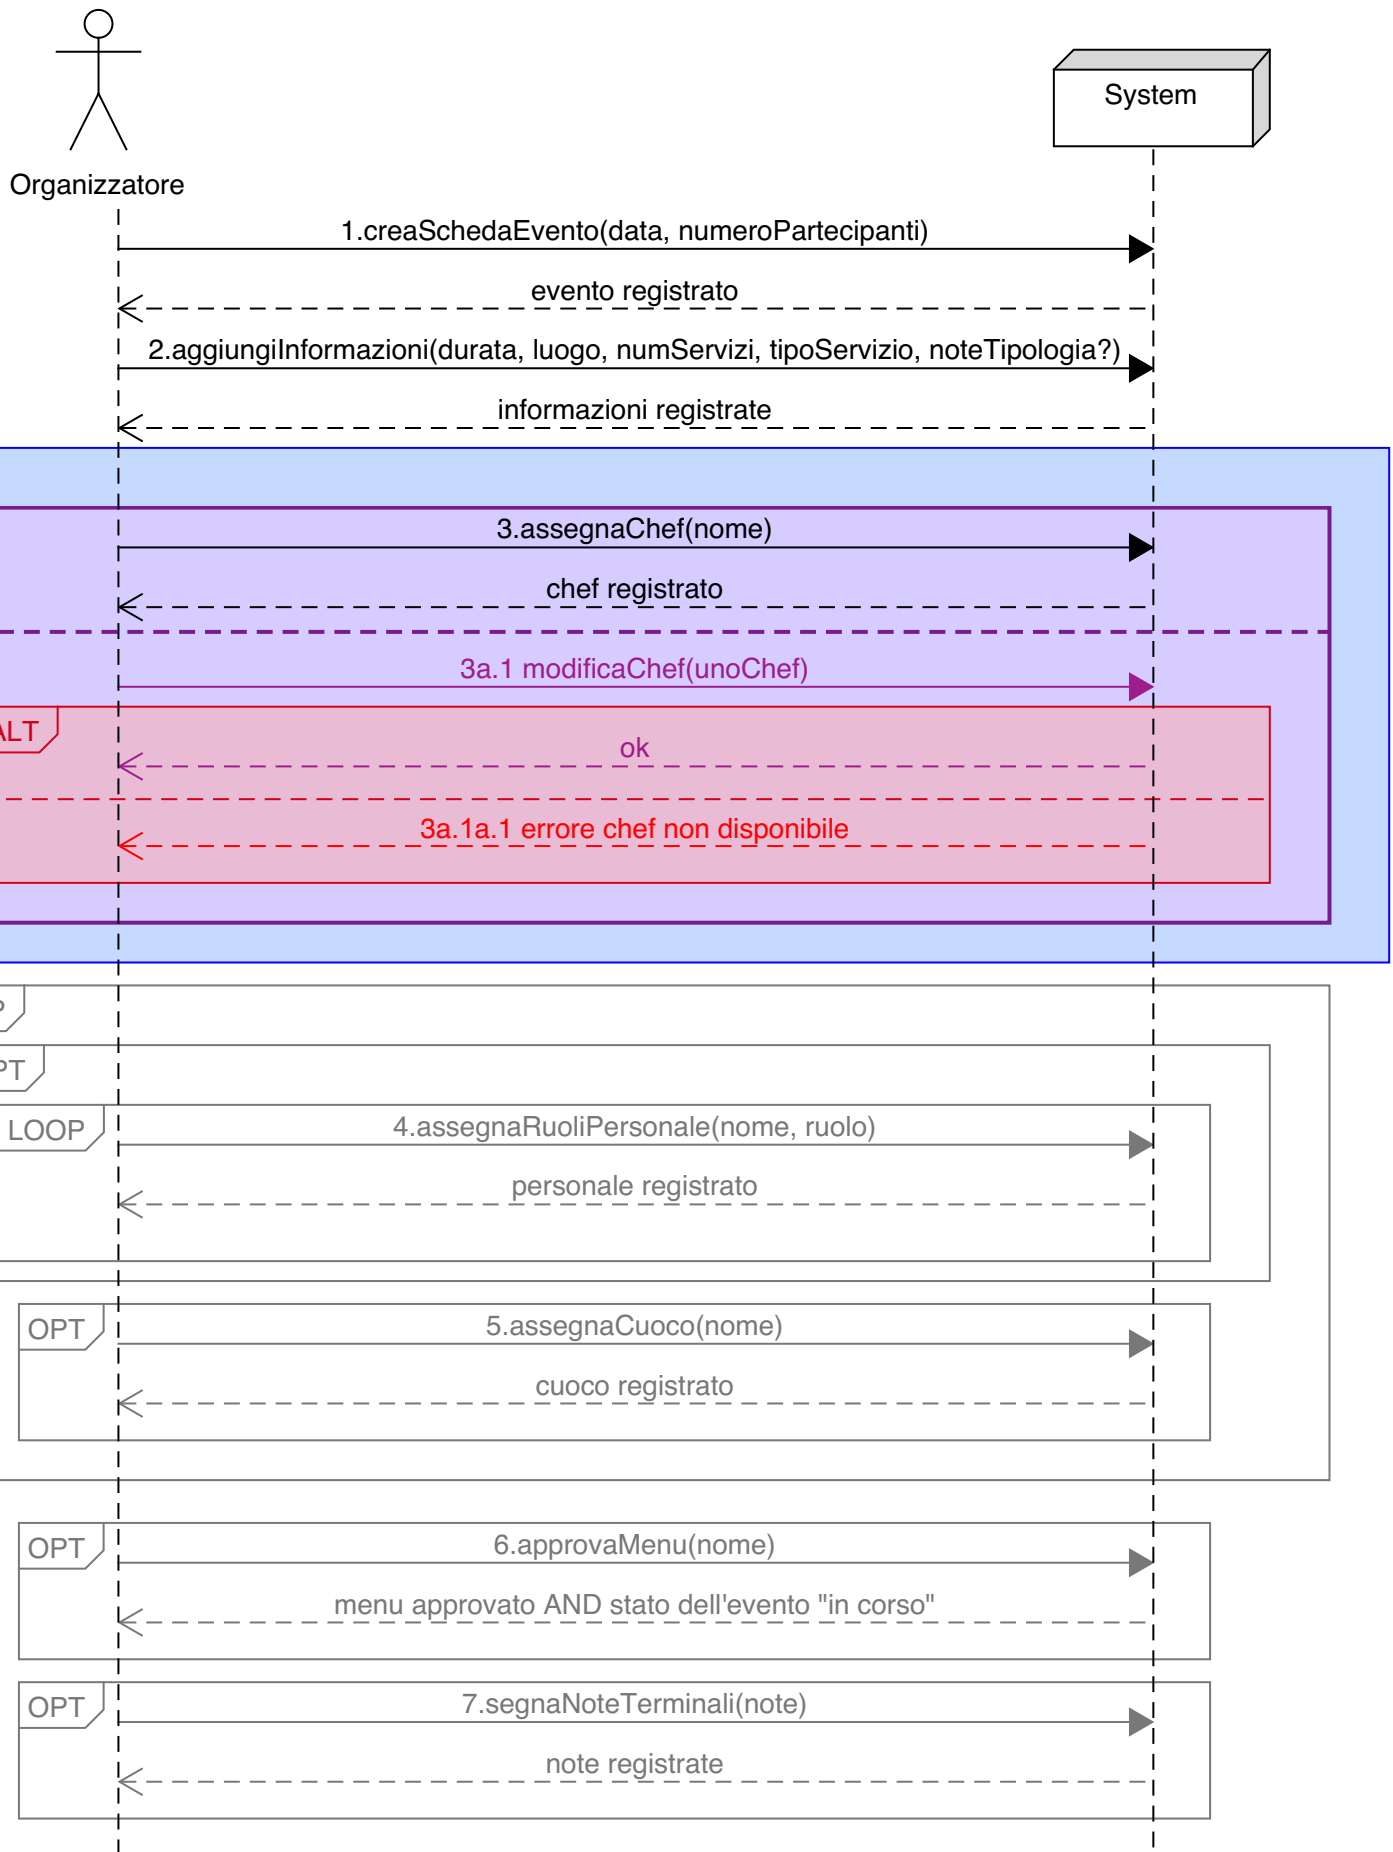 System
Organizzatore
1.creaSchedaEvento(data, numeroPartecipanti)
evento registrato
2.aggiungiInformazioni(durata, luogo, numServizi, tipoServizio, noteTipologia?)
informazioni registrate
3.assegnaChef(nome)
chef registrato
3a.1 modificaChef(unoChef)
ALT
ok
3a.1a.1 errore chef non disponibile
P
PT
LOOP
4.assegnaRuoliPersonale(nome, ruolo)
personale registrato
OPT
5.assegnaCuoco(nome)
cuoco registrato
OPT
6.approvaMenu(nome)
menu approvato AND stato dell'evento "in corso"
OPT
7.segnaNoteTerminali(note)
note registrate